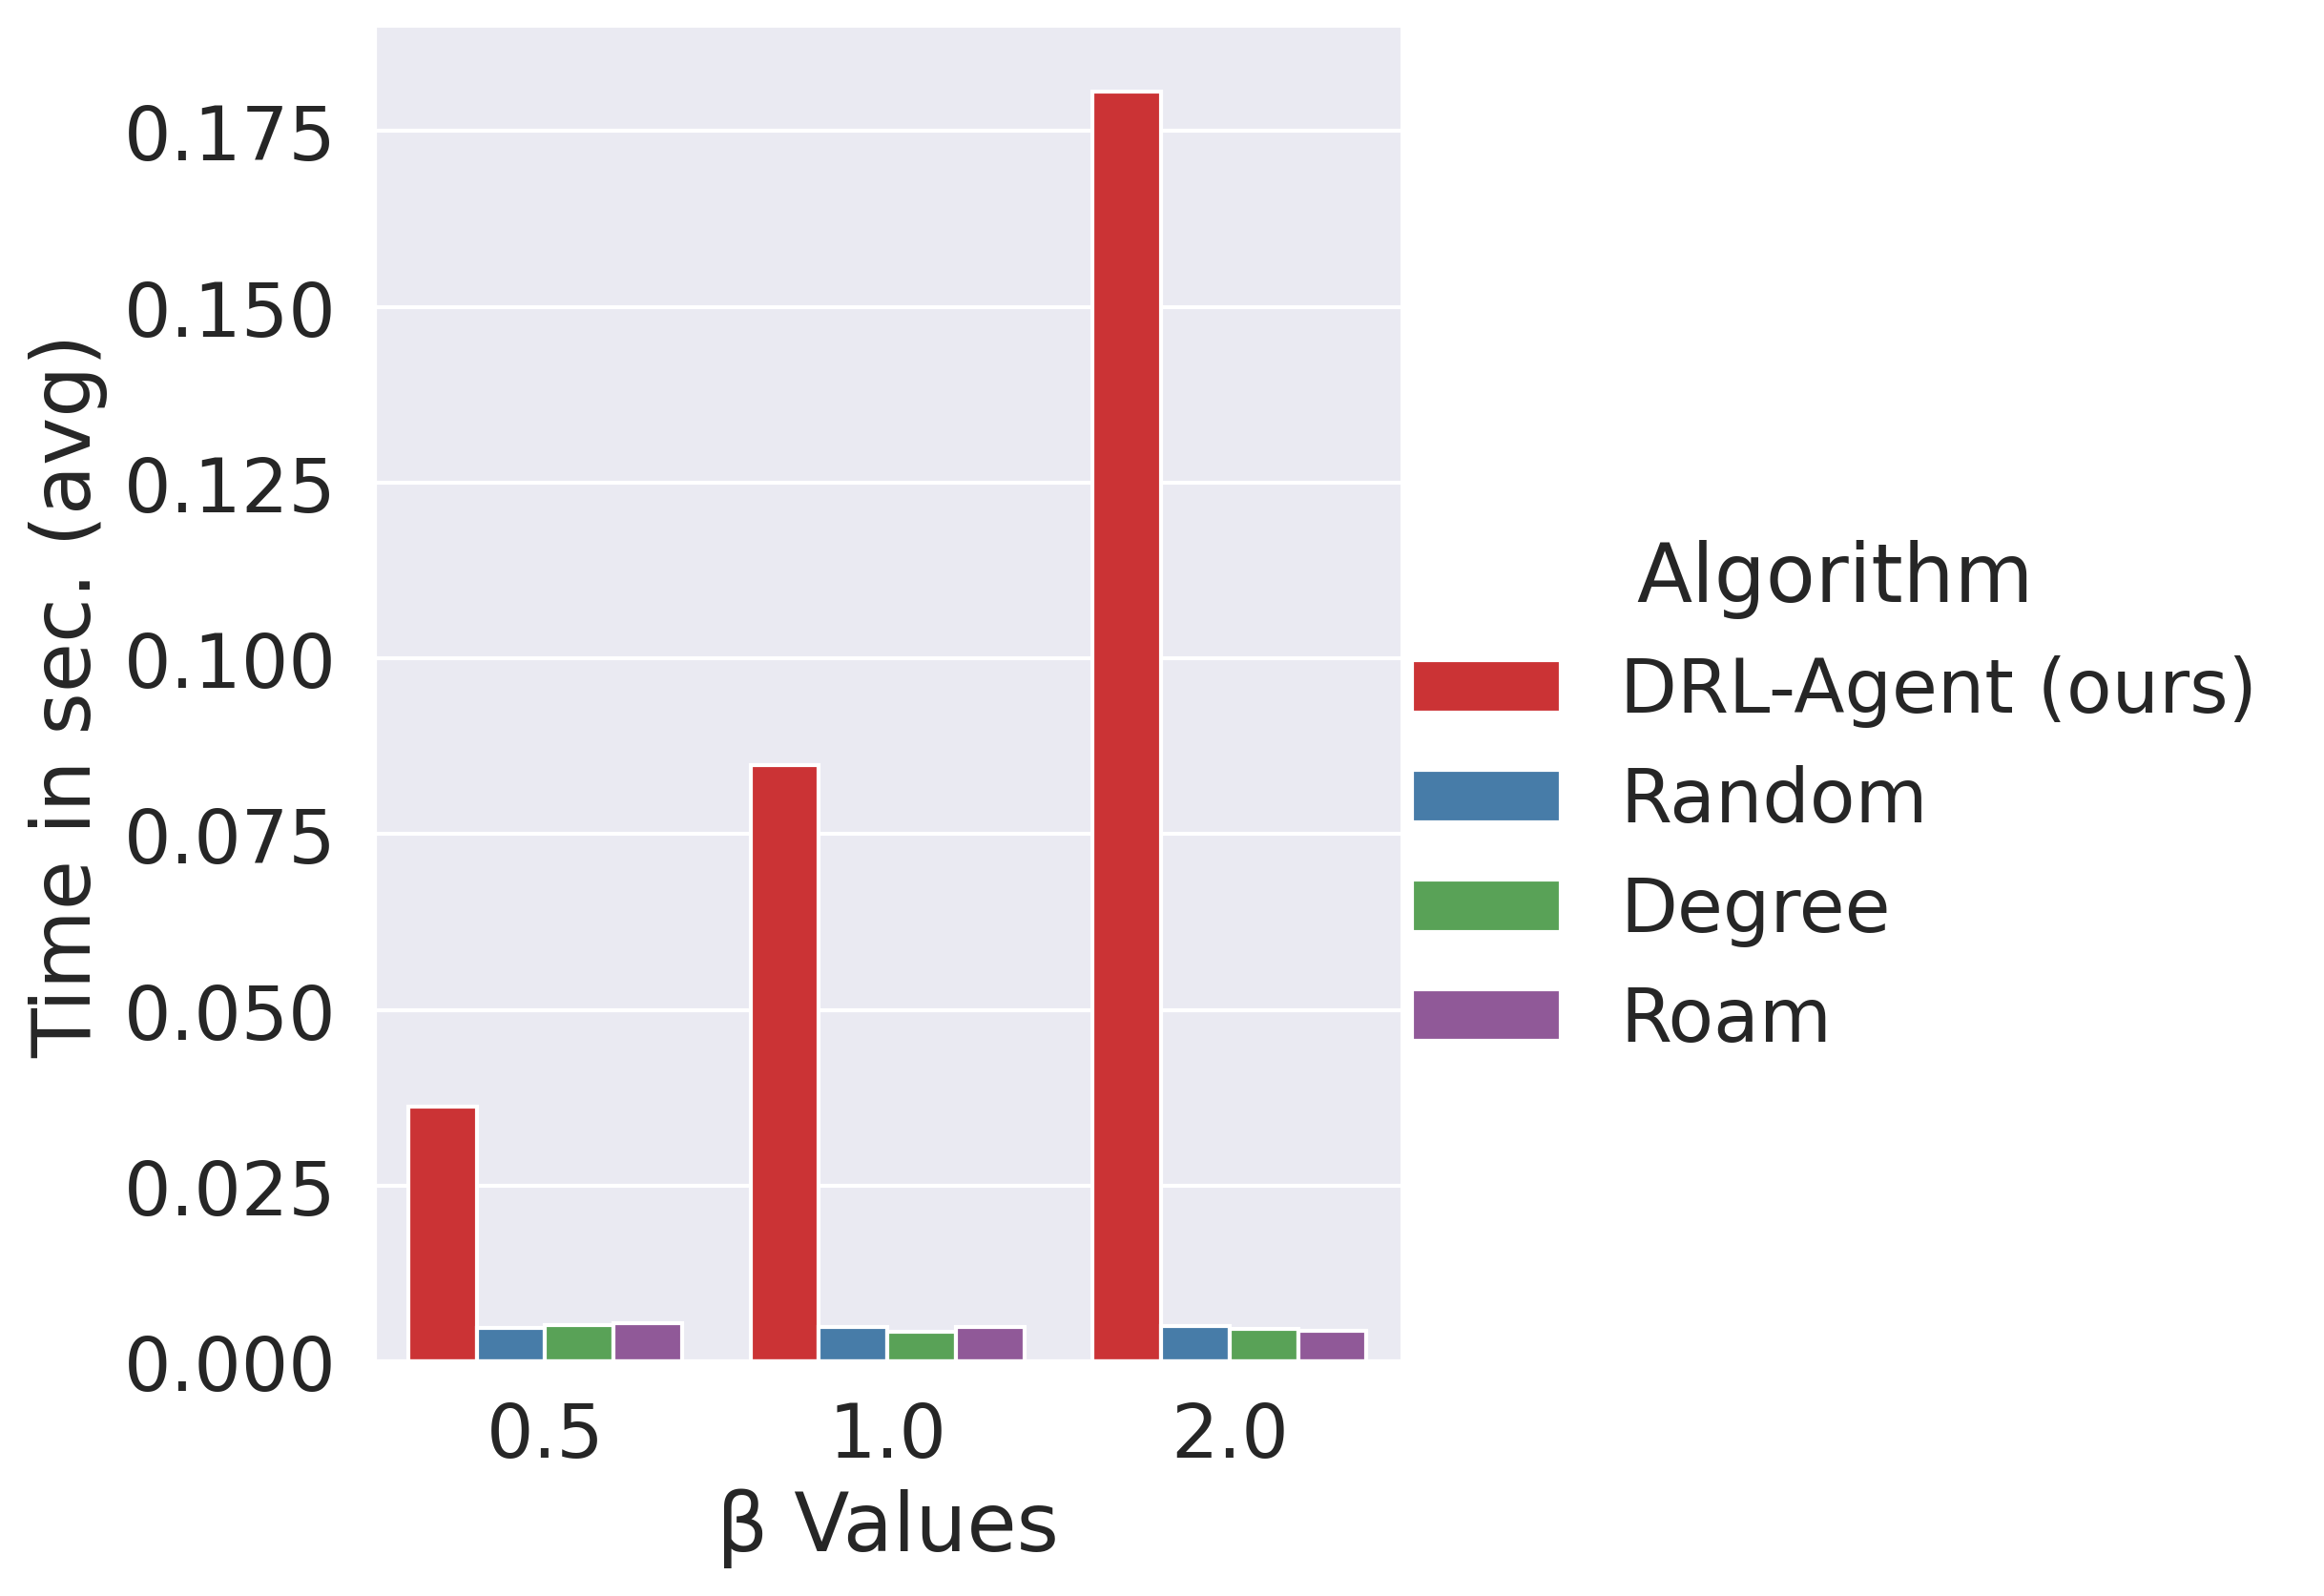 Time in sec. (avg)
0.175
0.150
0.125
0.100
0.075
0.050
0.025
0.000
0.5 1.0 2.0
β Values
Algorithm
DRL-Agent (ours)
Random
Degree
Roam